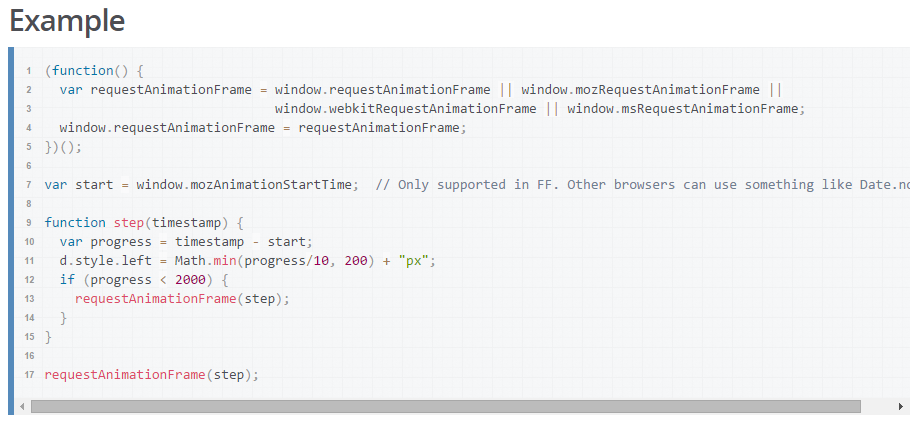 Example
1 (function() {
2   var requestAnimationFrame = window.requestAnimationFrame || window.mozRequestAnimationFrame ||
3                               window.webkitRequestAnimationFrame || window.msRequestAnimationFrame;
4   window.requestAnimationFrame = requestAnimationFrame;
5 })();
6
7 var start = window.mozAnimationStartTime;  // Only supported in FF. Other browsers can use something like Date.no
8
9 function step(timestamp) {
10   var progress = timestamp - start;
11   d.style.left = Math.min(progress/10, 200) + "px";
12   if (progress < 2000) {
13     requestAnimationFrame(step);
14   }
15 }
16
17 requestAnimationFrame(step);